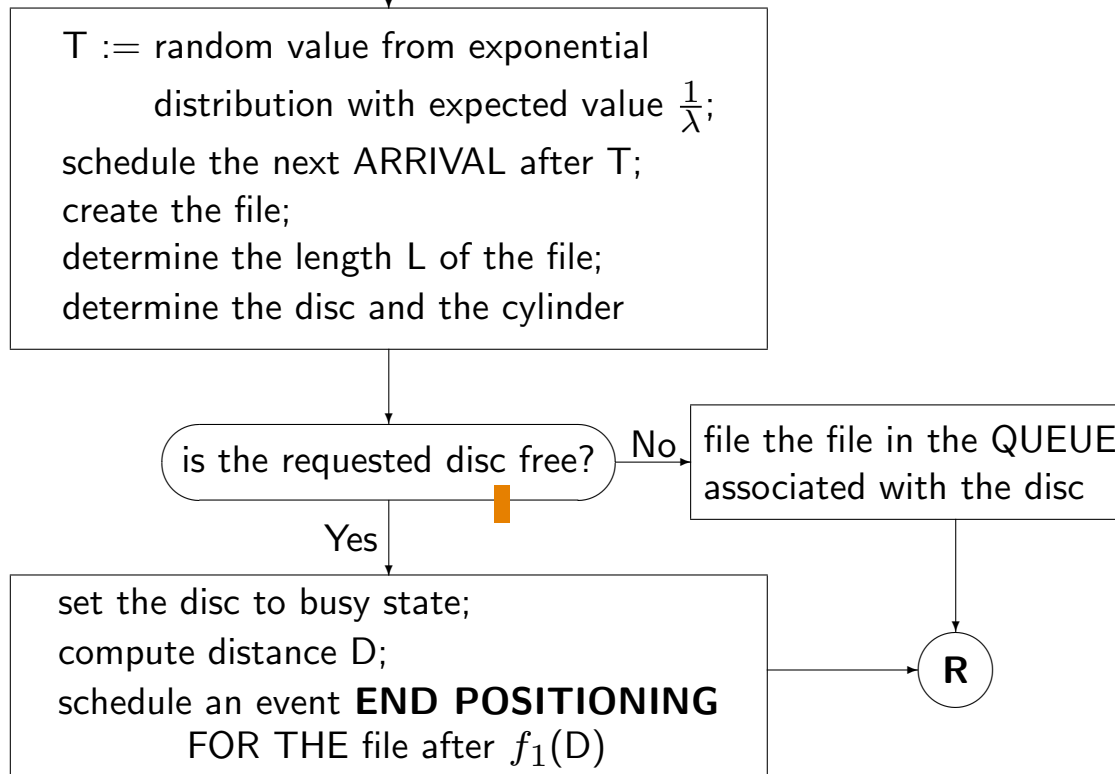 T := random value from exponential
distribution with expected value 1/λ;
schedule the next ARRIVAL after T;
create the file;
determine the length L of the file;
determine the disc and the cylinder
is the requested disc free?
No
file the file in the QUEUE
associated with the disc
Yes
set the disc to busy state;
compute distance D;
schedule an event END POSITIONING
FOR THE file after f₁(D)
R